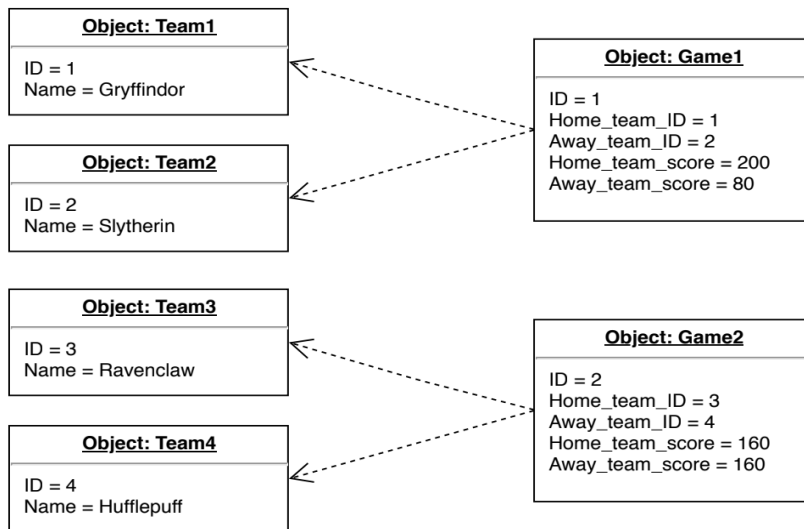 Object: Team1
ID = 1
Name = Gryffindor
Object: Team2
ID = 2
Name = Slytherin
Object: Team3
ID = 3
Name = Ravenclaw
Object: Team4
ID = 4
Name = Hufflepuff
Object: Game1
ID = 1
Home_team_ID = 1
Away_team_ID = 2
Home_team_score = 200
Away_team_score = 80
Object: Game2
ID = 2
Home_team_ID = 3
Away_team_ID = 4
Home_team_score = 160
Away_team_score = 160